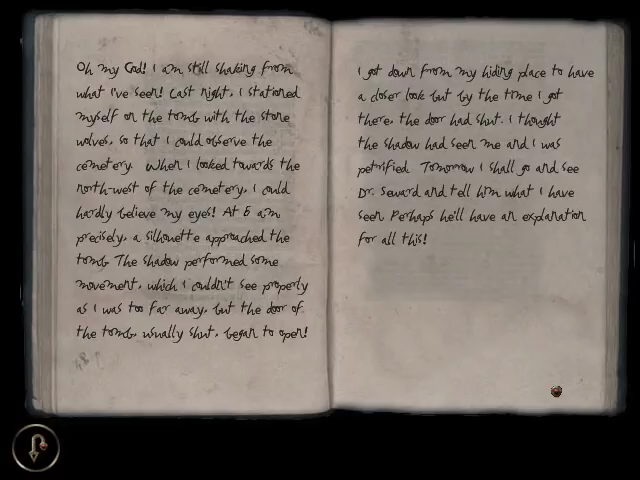 Oh my God! I am still shaking from
what I've seen! Last night, I stationed
myself on the tomb with the stone
wolves, so that I could observe the
cemetery. When I looked towards the
north-west of the cemetery, I could
hardly believe my eyes! At 5 a.m
precisely, a silhouette approached the
tomb. The shadow performed some
movement, which I couldn't see properly
as I was too far away, but the door of
the tomb, usually shut, began to open!
I got down from my hiding place to have
a closer look but by the time I got
there, the door had shut. I thought
the shadow had seen me and I was
petrified. Tomorrow I shall go and see
Dr. Seward and tell him what I have
seen. Perhaps he'll have an explanation
for all this!